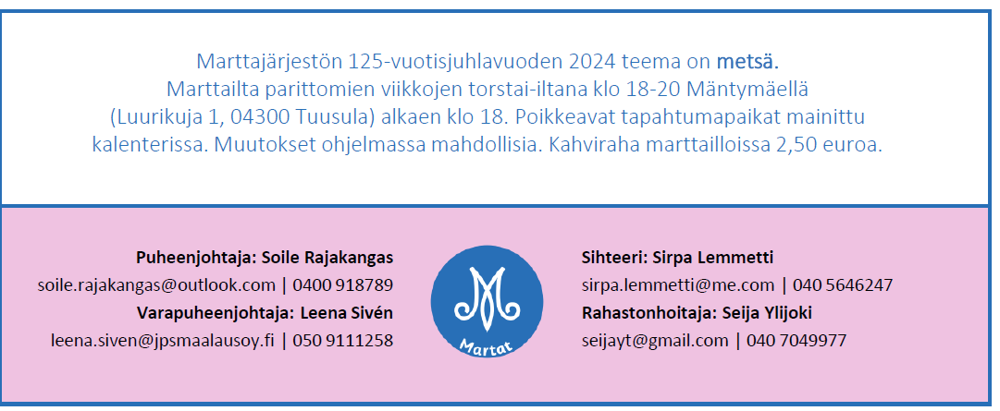 Marttajärjestön 125-vuotisjuhlavuoden 2024 teema on metsä.
Marttailta parittomien viikkojen torstai-iltana klo 18-20 Mäntymäellä
(Luurikuja 1, 04300 Tuusula) alkaen klo 18. Poikkeavat tapahtumapaikat mainittu
kalenterissa. Muutokset ohjelmassa mahdollisia. Kahviraha marttailloissa 2,50 euroa.
Puheenjohtaja: Soile Rajakangas
soile.rajakangas@outlook.com | 0400 918789
Varapuheenjohtaja: Leena Sivén
leena.siven@jpsmaalausoy.fi | 050 9111258
M
Martat
Sihteeri: Sirpa Lemmetti
sirpa.lemmetti@me.com | 040 5646247
Rahastonhoitaja: Seija Ylijoki
seijayt@gmail.com | 040 7049977